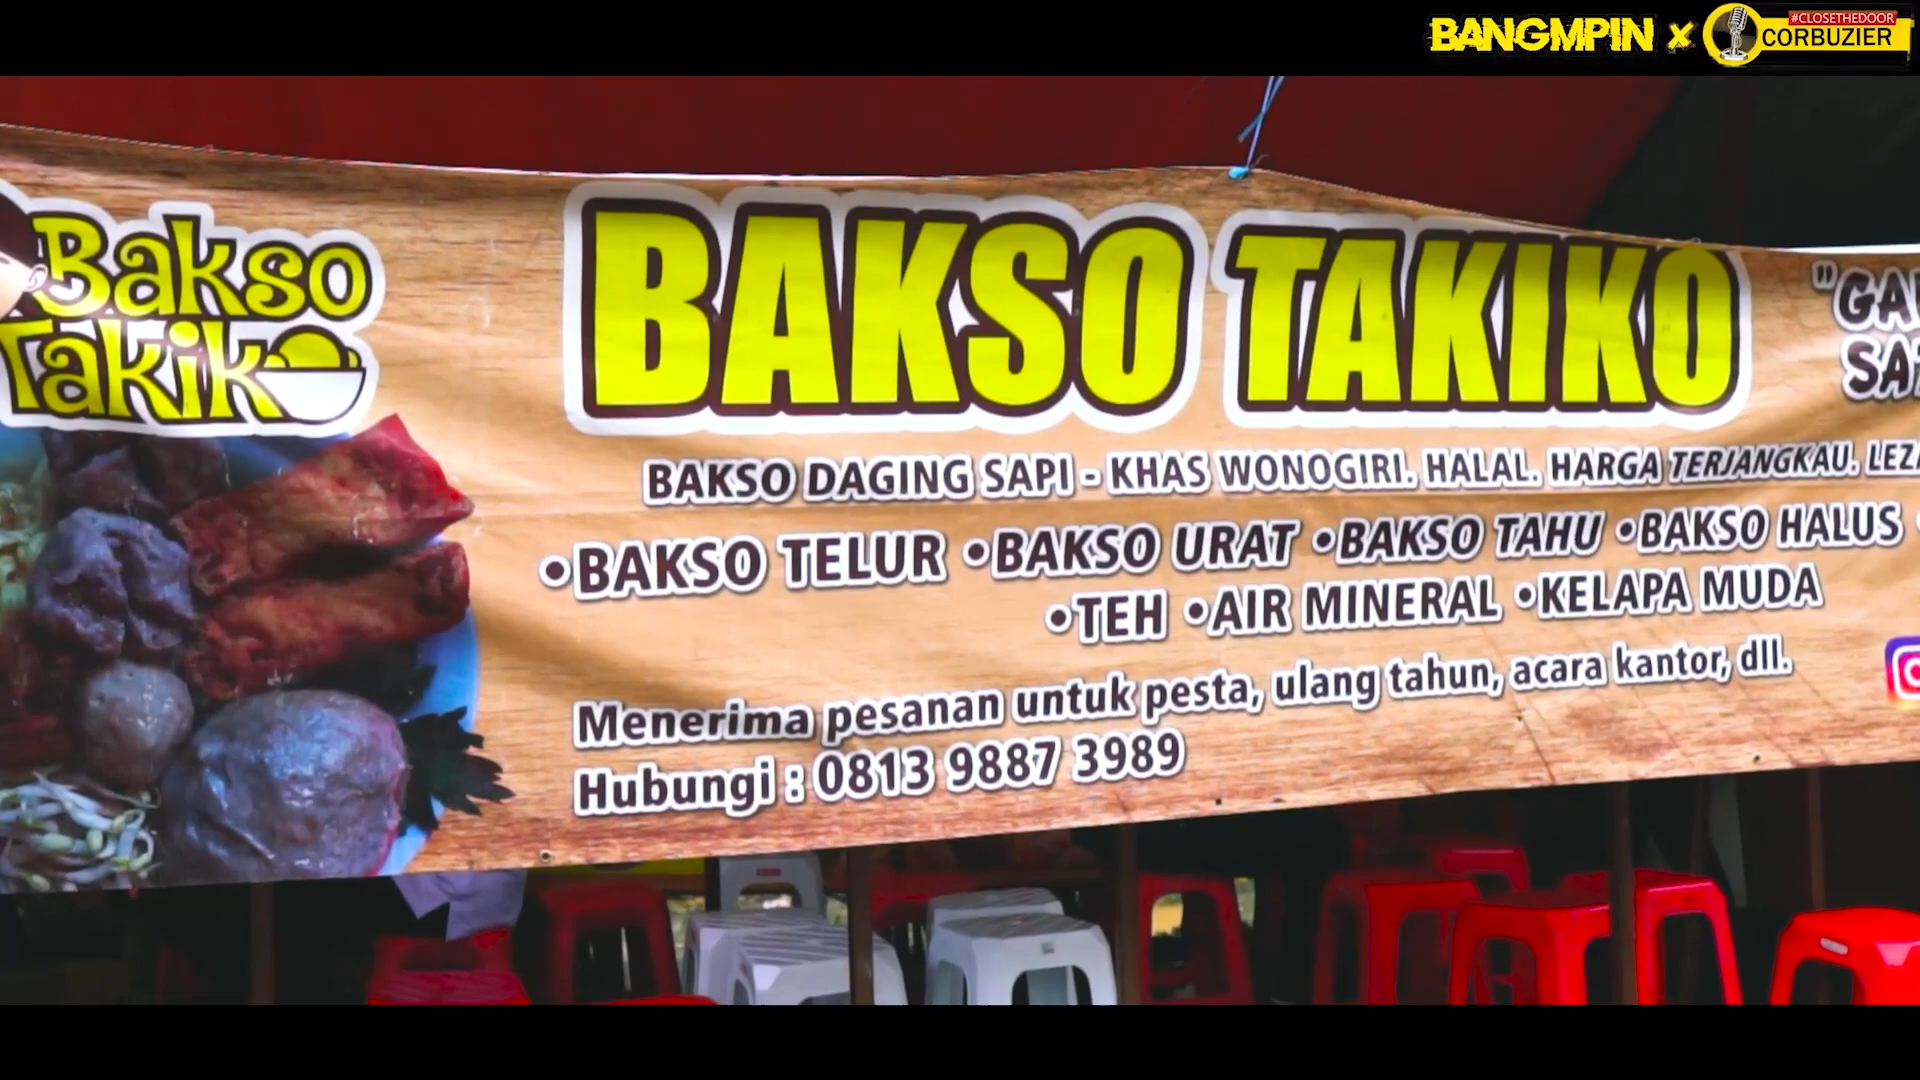 BANGMPIN X #CLOSETHEDOOR
CORBUZIER
Bakso
Takiko
BAKSO TAKIKO
BAKSO DAGING SAPI - KHAS WONOGIRI. HALAL. HARGA TERJANGKAU.
•BAKSO TELUR •BAKSO URAT •BAKSO TAHU •BAKSO HALUS
•TEH •AIR MINERAL •KELAPA MUDA
Menerima pesanan untuk pesta, ulang tahun, acara kantor, dll.
Hubungi : 0813 9887 3989